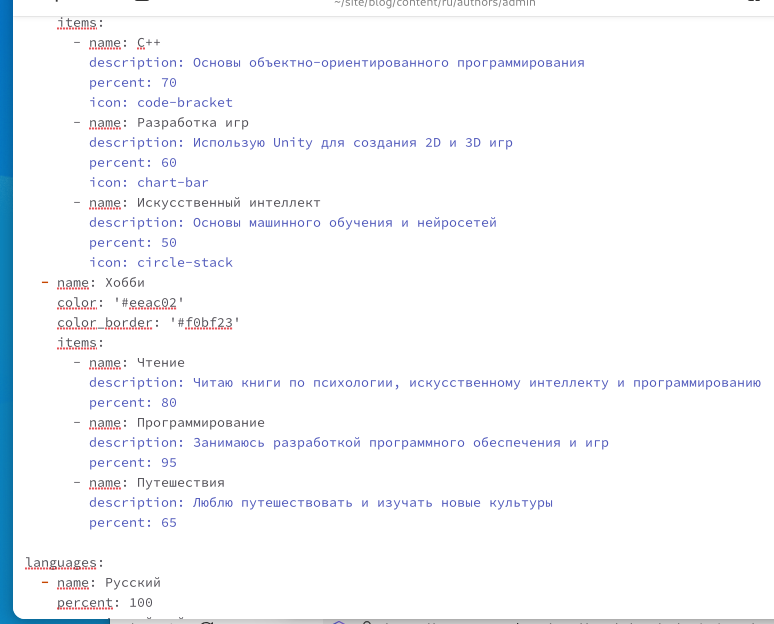 ~/site/blog/content/ru/authors/admin
items:
- name: C++
description: Основы объектно-ориентированного программирования
percent: 70
icon: code-bracket
- name: Разработка игр
description: Использую Unity для создания 2D и 3D игр
percent: 60
icon: chart-bar
- name: Искусственный интеллект
description: Основы машинного обучения и нейросетей
percent: 50
icon: circle-stack
- name: Хобби
color: '#eeac02'
color_border: '#f0bf23'
items:
- name: Чтение
description: Читаю книги по психологии, искусственному интеллекту и программированию
percent: 80
- name: Программирование
description: Занимаюсь разработкой программного обеспечения и игр
percent: 95
- name: Путешествия
description: Люблю путешествовать и изучать новые культуры
percent: 65
languages:
- name: Русский
percent: 100